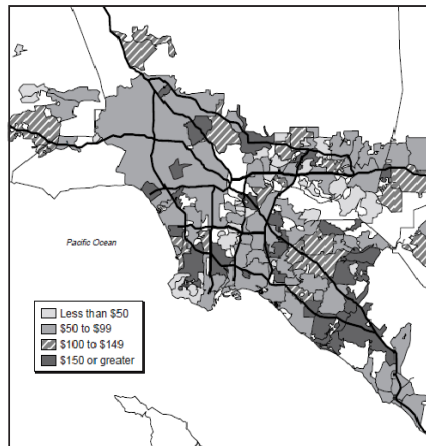 Pacific Ocean
Less than $50
$50 to $99
$100 to $149
$150 or greater